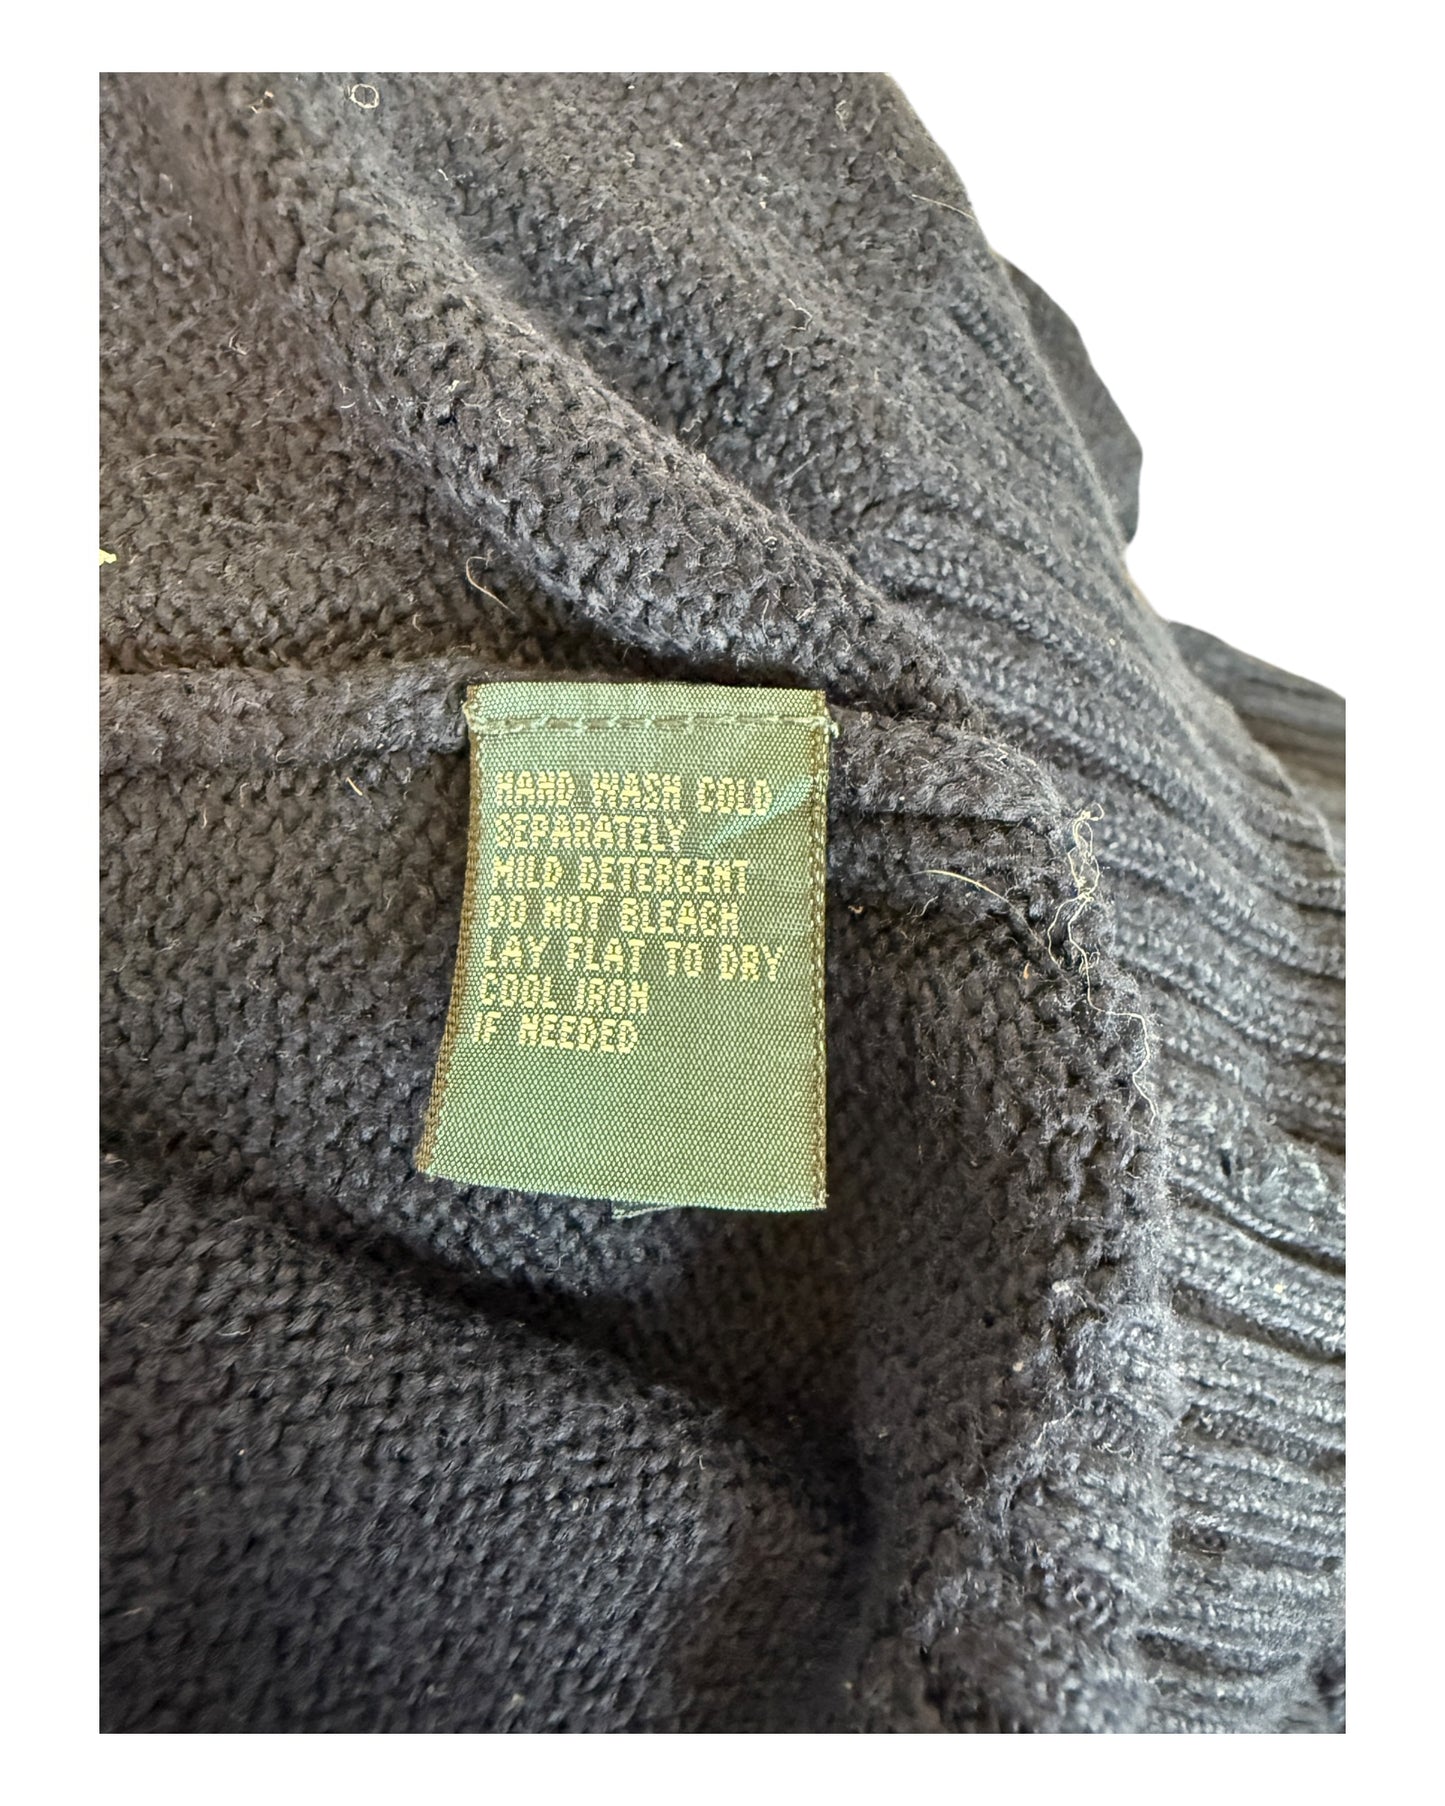 HAND WASH COLD
SEPARATELY
MILD DETERGENT
DO NOT BLEACH
LAY FLAT TO DRY
COOL IRON
IF NEEDED